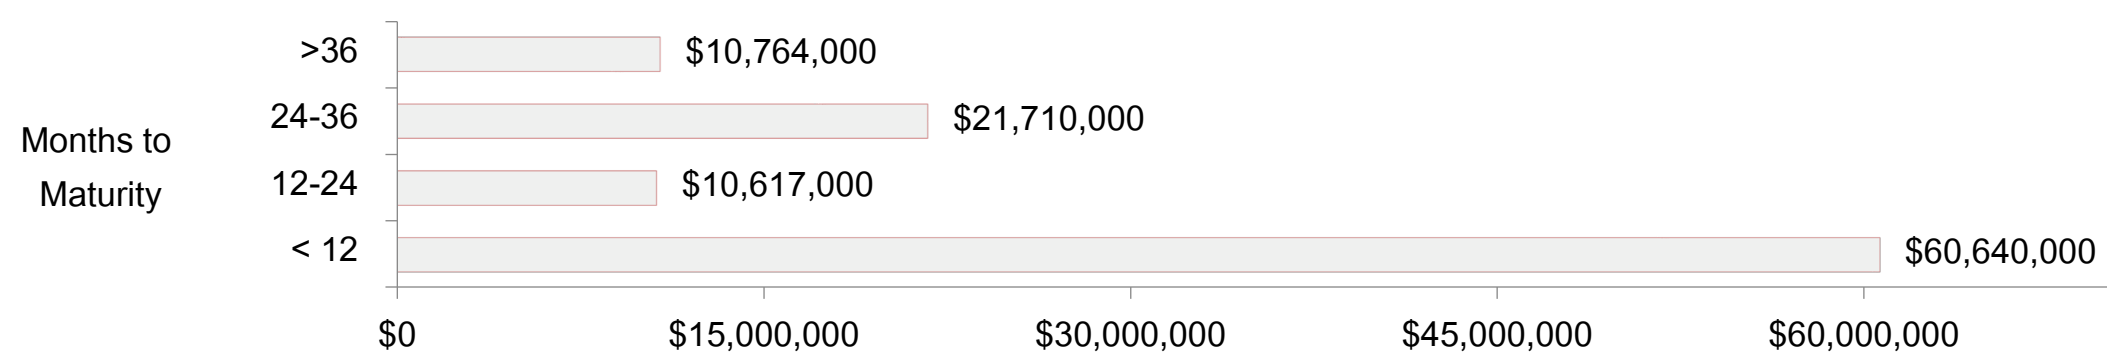 >36 $10,764,000
24-36 $21,710,000
Months to
Maturity
12-24 $10,617,000
< 12 $60,640,000
$0 $15,000,000 $30,000,000 $45,000,000 $60,000,000